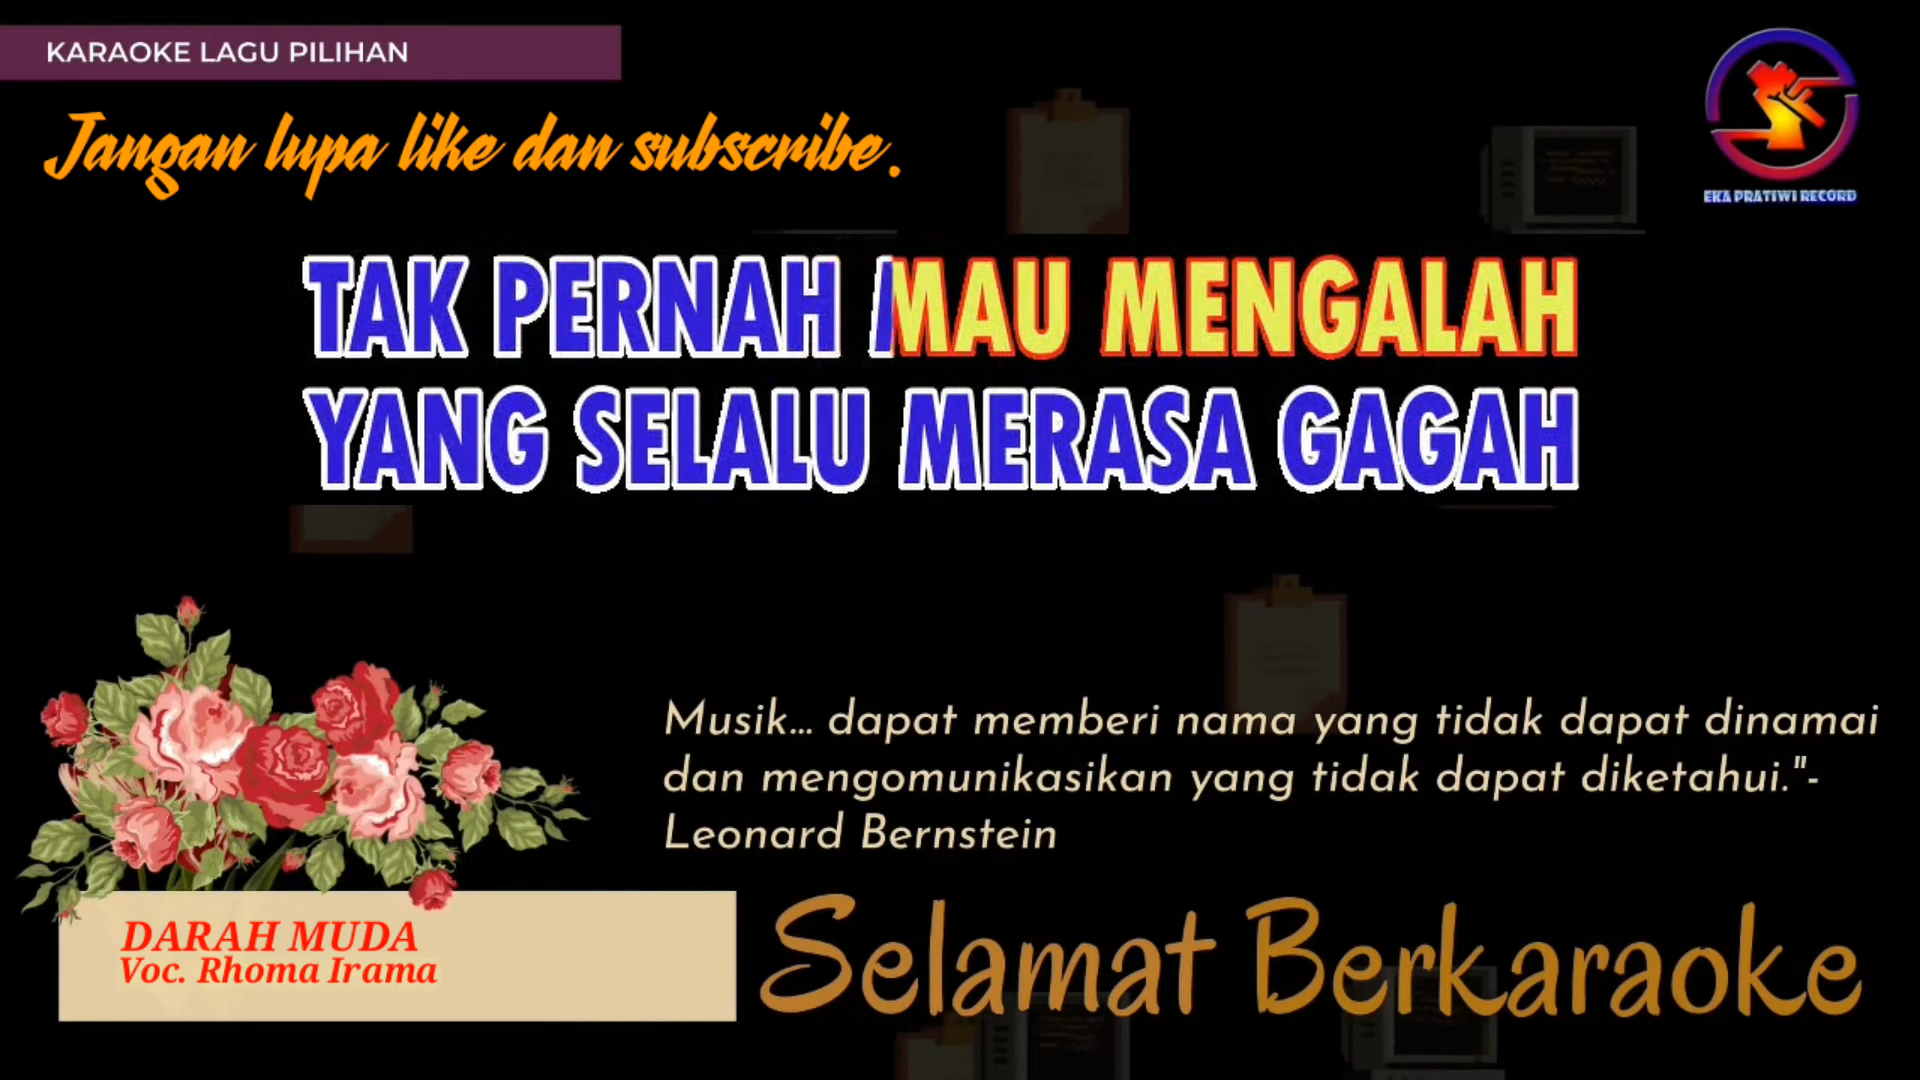 KARAOKE LAGU PILIHAN
Jangan lupa like dan subscribe.
EKA PRATIWI RECORD
TAK PERNAH MAU MENGALAH
YANG SELALU MERASA GAGAH
Musik... dapat memberi nama yang tidak dapat dinamai
dan mengomunikasikan yang tidak dapat diketahui."-
Leonard Bernstein
DARAH MUDA
Voc. Rhoma Irama
Selamat Berkaraoke